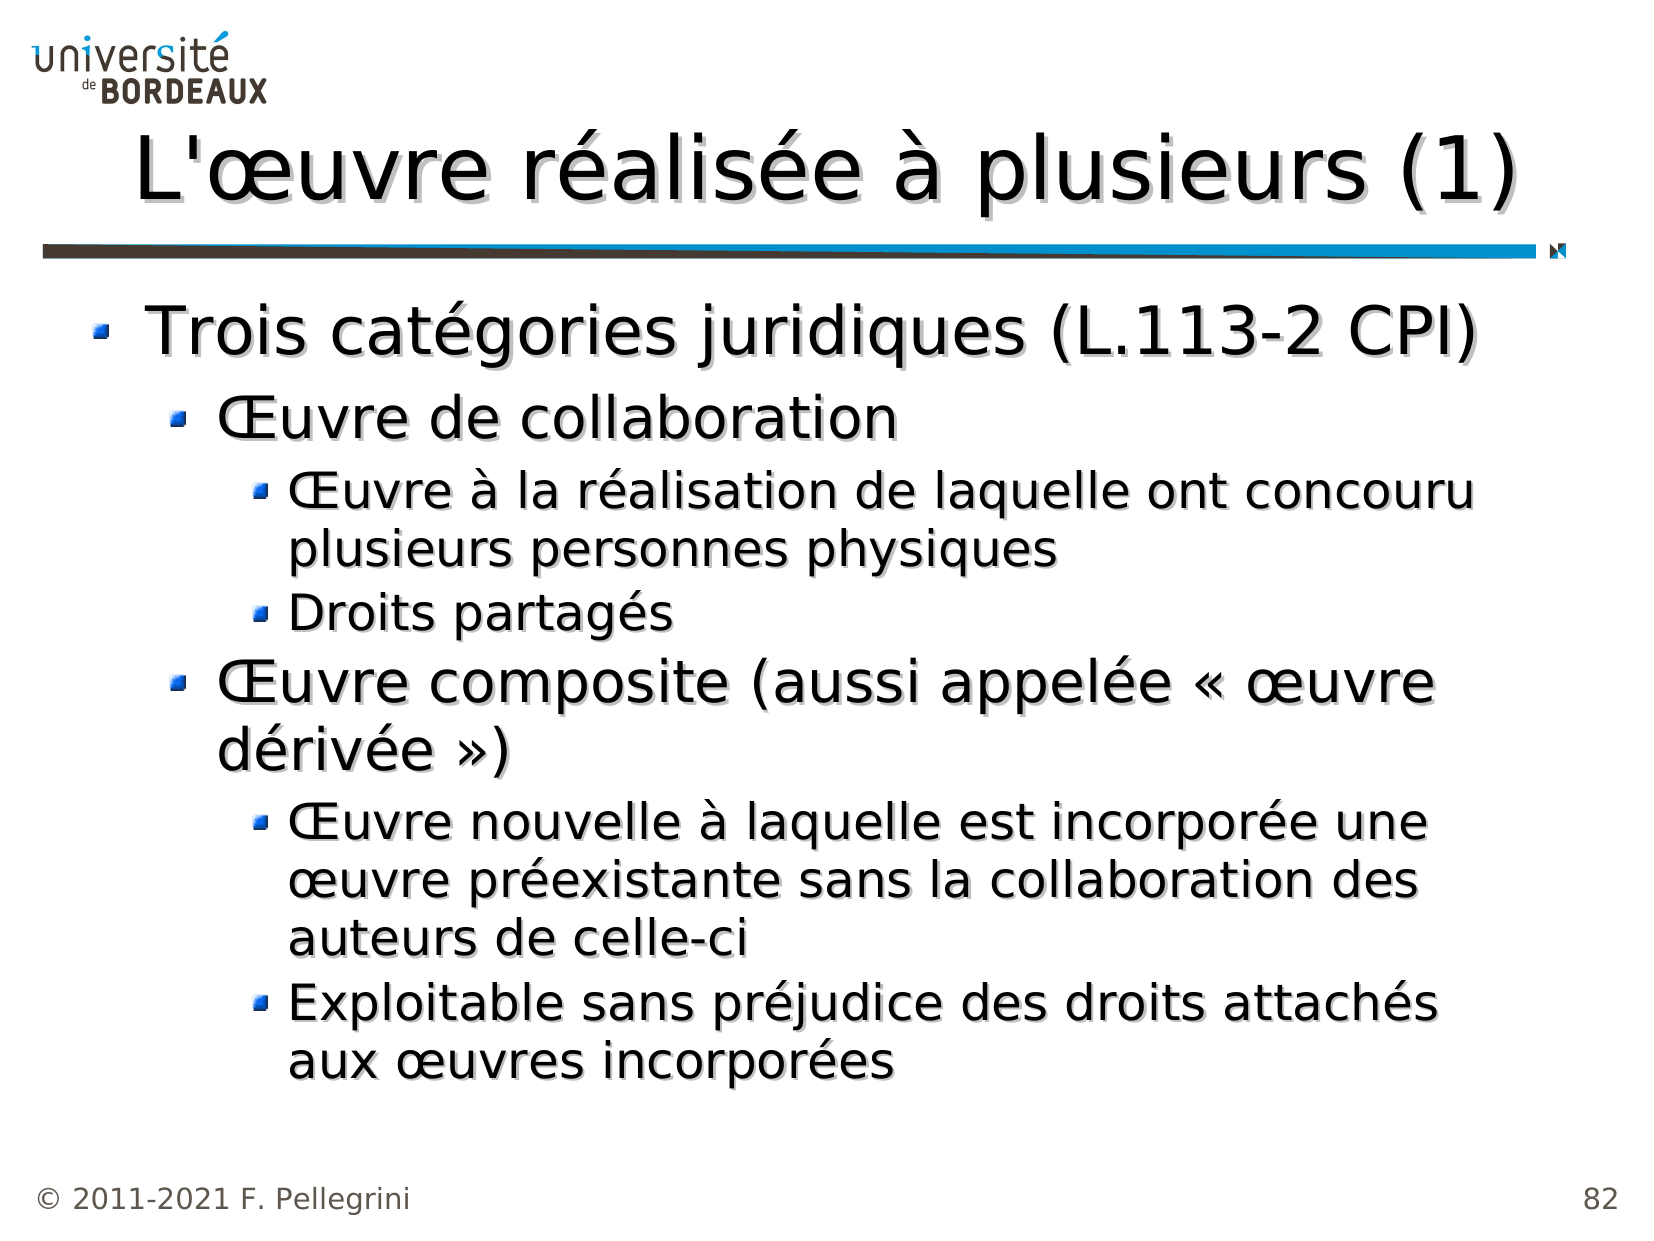 université
de BORDEAUX
L'œuvre réalisée à plusieurs (1)
Trois catégories juridiques (L.113-2 CPI)
Œuvre de collaboration
Œuvre à la réalisation de laquelle ont concouru
plusieurs personnes physiques
Droits partagés
Œuvre composite (aussi appelée « œuvre
dérivée »)
Œuvre nouvelle à laquelle est incorporée une
œuvre préexistante sans la collaboration des
auteurs de celle-ci
Exploitable sans préjudice des droits attachés
aux œuvres incorporées
© 2011-2021 F. Pellegrini
82